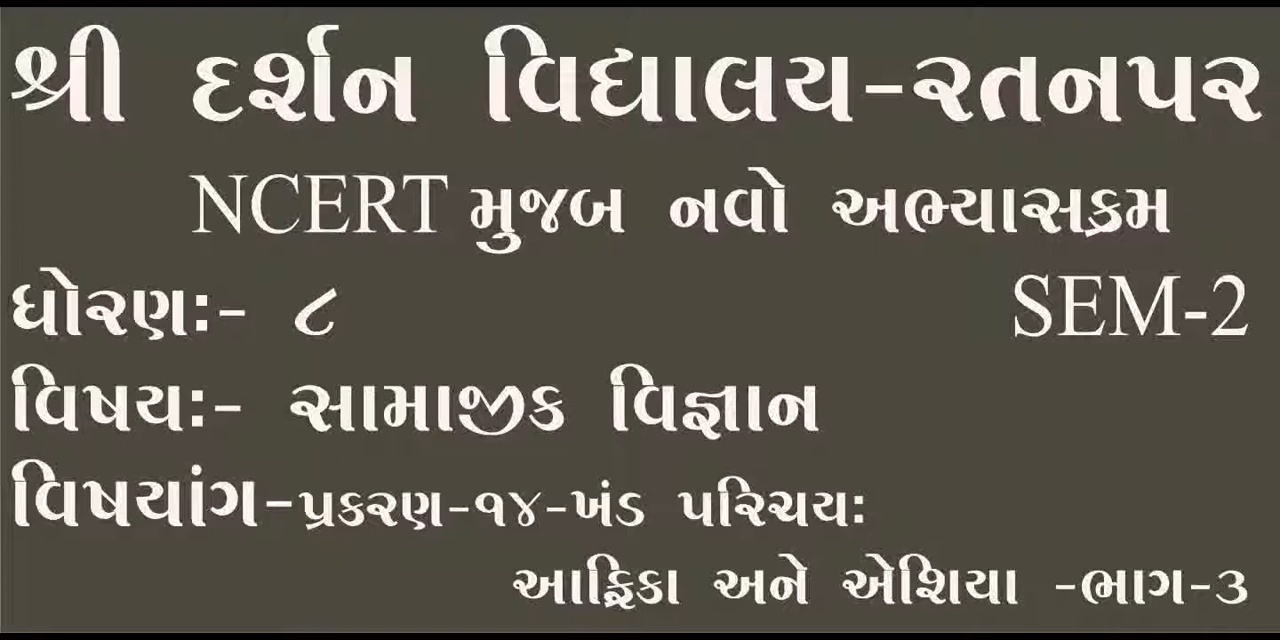 શ્રી દર્શન વિદ્યાલય-રતનપર
NCERT મુજબ નવો અભ્યાસક્રમ
ધોરણઃ- ૮ SEM-2
વિષયઃ- સામાજીક વિજ્ઞાન
વિષયાંગ-પ્રકરણ-૧૪-ખંડ પરિચયઃ
આફ્રિકા અને એશિયા -ભાગ-૩